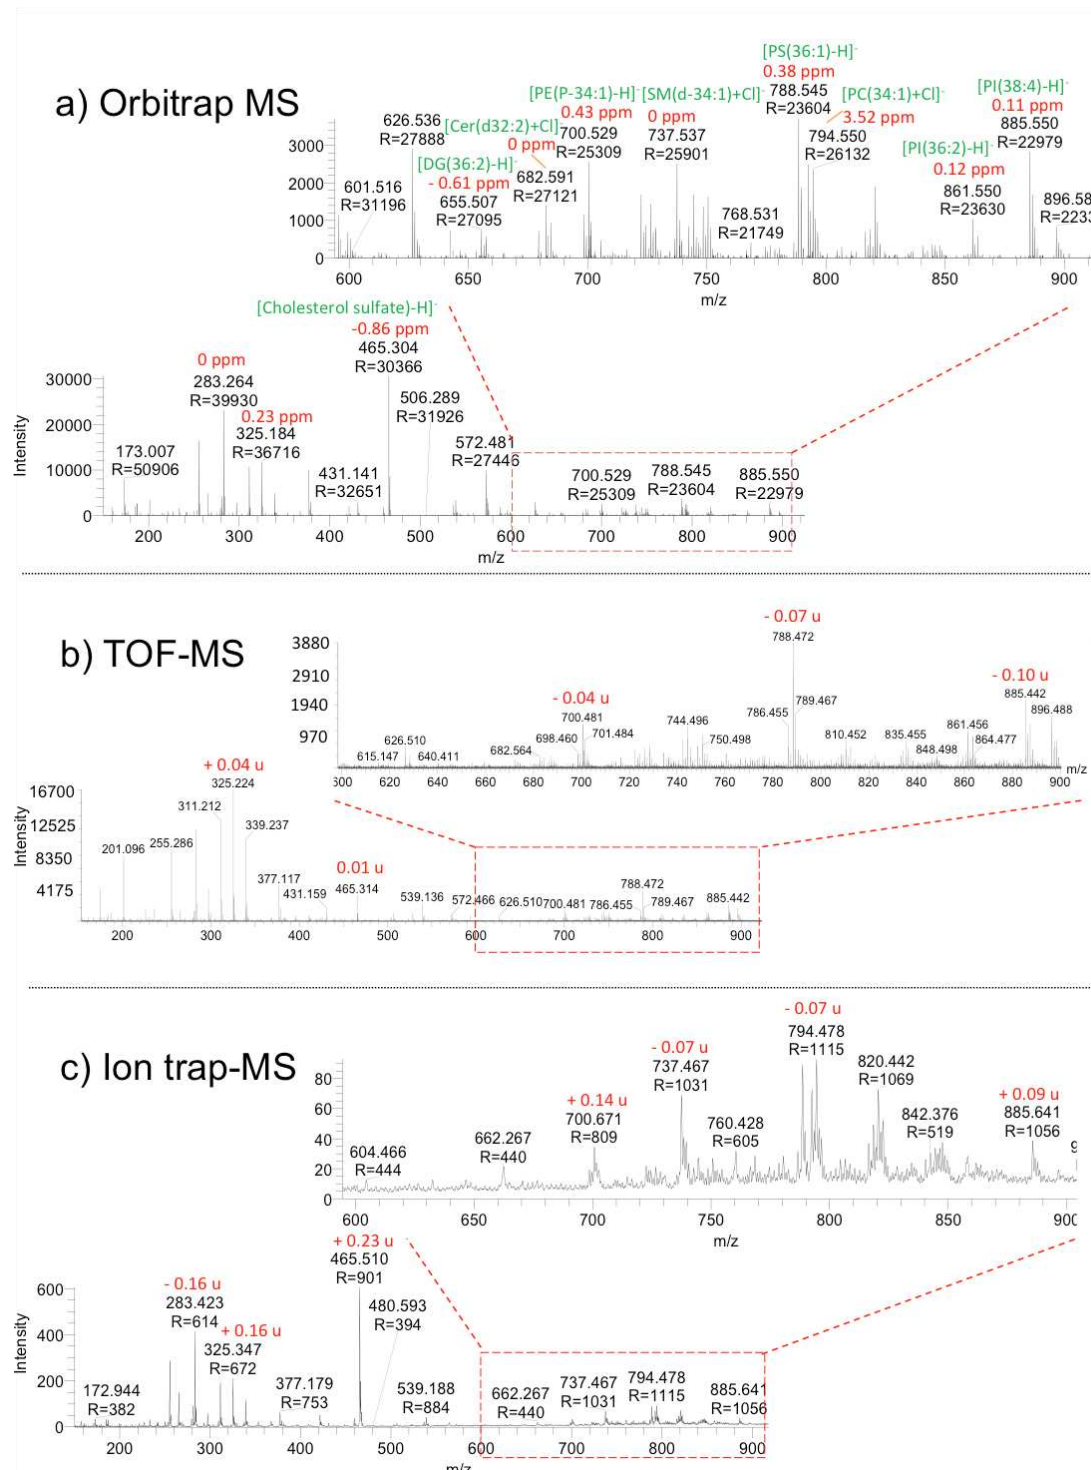 a) Orbitrap MS
[PS(36:1)-H]-
0.38 ppm
788.545
R=23604
[PE(P-34:1)-H]-
0.43 ppm
700.529
R=25309
[SM(d-34:1)+Cl]-
0 ppm
737.537
R=25901
[PC(34:1)+Cl]-
3.52 ppm
794.550
R=26132
[PI(38:4)-H]-
0.11 ppm
885.550
R=22979
626.536
R=27888
[Cer(d32:2)+Cl]-
0 ppm
682.591
R=27121
[DG(36:2)-H]-
- 0.61 ppm
655.507
R=27095
[PI(36:2)-H]-
0.12 ppm
861.550
R=23630
601.516
R=31196
768.531
R=21749
896.58
R=2233
3000
2000
1000
0
600 650 700 750 800 850 900
m/z
[Cholesterol sulfate)-H]-
-0.86 ppm
465.304
R=30366
0 ppm
283.264
R=39930
0.23 ppm
325.184
R=36716
506.289
R=31926
173.007
R=50906
431.141
R=32651
572.481
R=27446
700.529
R=25309
788.545
R=23604
885.550
R=22979
Intensity
30000
20000
10000
0
200 300 400 500 600 700 800 900
m/z
b) TOF-MS
- 0.07 u
788.472
- 0.10 u
885.442
- 0.04 u
700.481
789.467
786.455
896.488
744.496
701.484
698.460
750.498
810.452
835.455
861.456
864.477
848.498
626.510
615.147
640.411
682.564
3880
2910
1940
970
600 620 640 660 680 700 720 740 760 780 800 820 840 860 880 900
m/z
+ 0.04 u
325.224
311.212
339.237
201.096
255.286
377.117
431.159
0.01 u
465.314
539.136
572.466
626.510
700.481
786.455
788.472
789.467
885.442
Intensity
16700
12525
8350
4175
200 300 400 500 600 700 800 900
c) Ion trap-MS
- 0.07 u
794.478
R=1115
- 0.07 u
737.467
R=1031
820.442
R=1069
+ 0.14 u
700.671
R=809
+ 0.09 u
885.641
R=1056
760.428
R=605
842.376
R=519
662.267
R=440
604.466
R=444
9
80
60
40
20
0
600 650 700 750 800 850 900
m/z
+ 0.23 u
465.510
R=901
- 0.16 u
283.423
R=614
+ 0.16 u
325.347
R=672
480.593
R=394
172.944
R=382
377.179
R=753
539.188
R=884
662.267
R=440
737.467
R=1031
794.478
R=1115
885.641
R=1056
Intensity
600
400
200
0
200 300 400 500 600 700 800 900
m/z